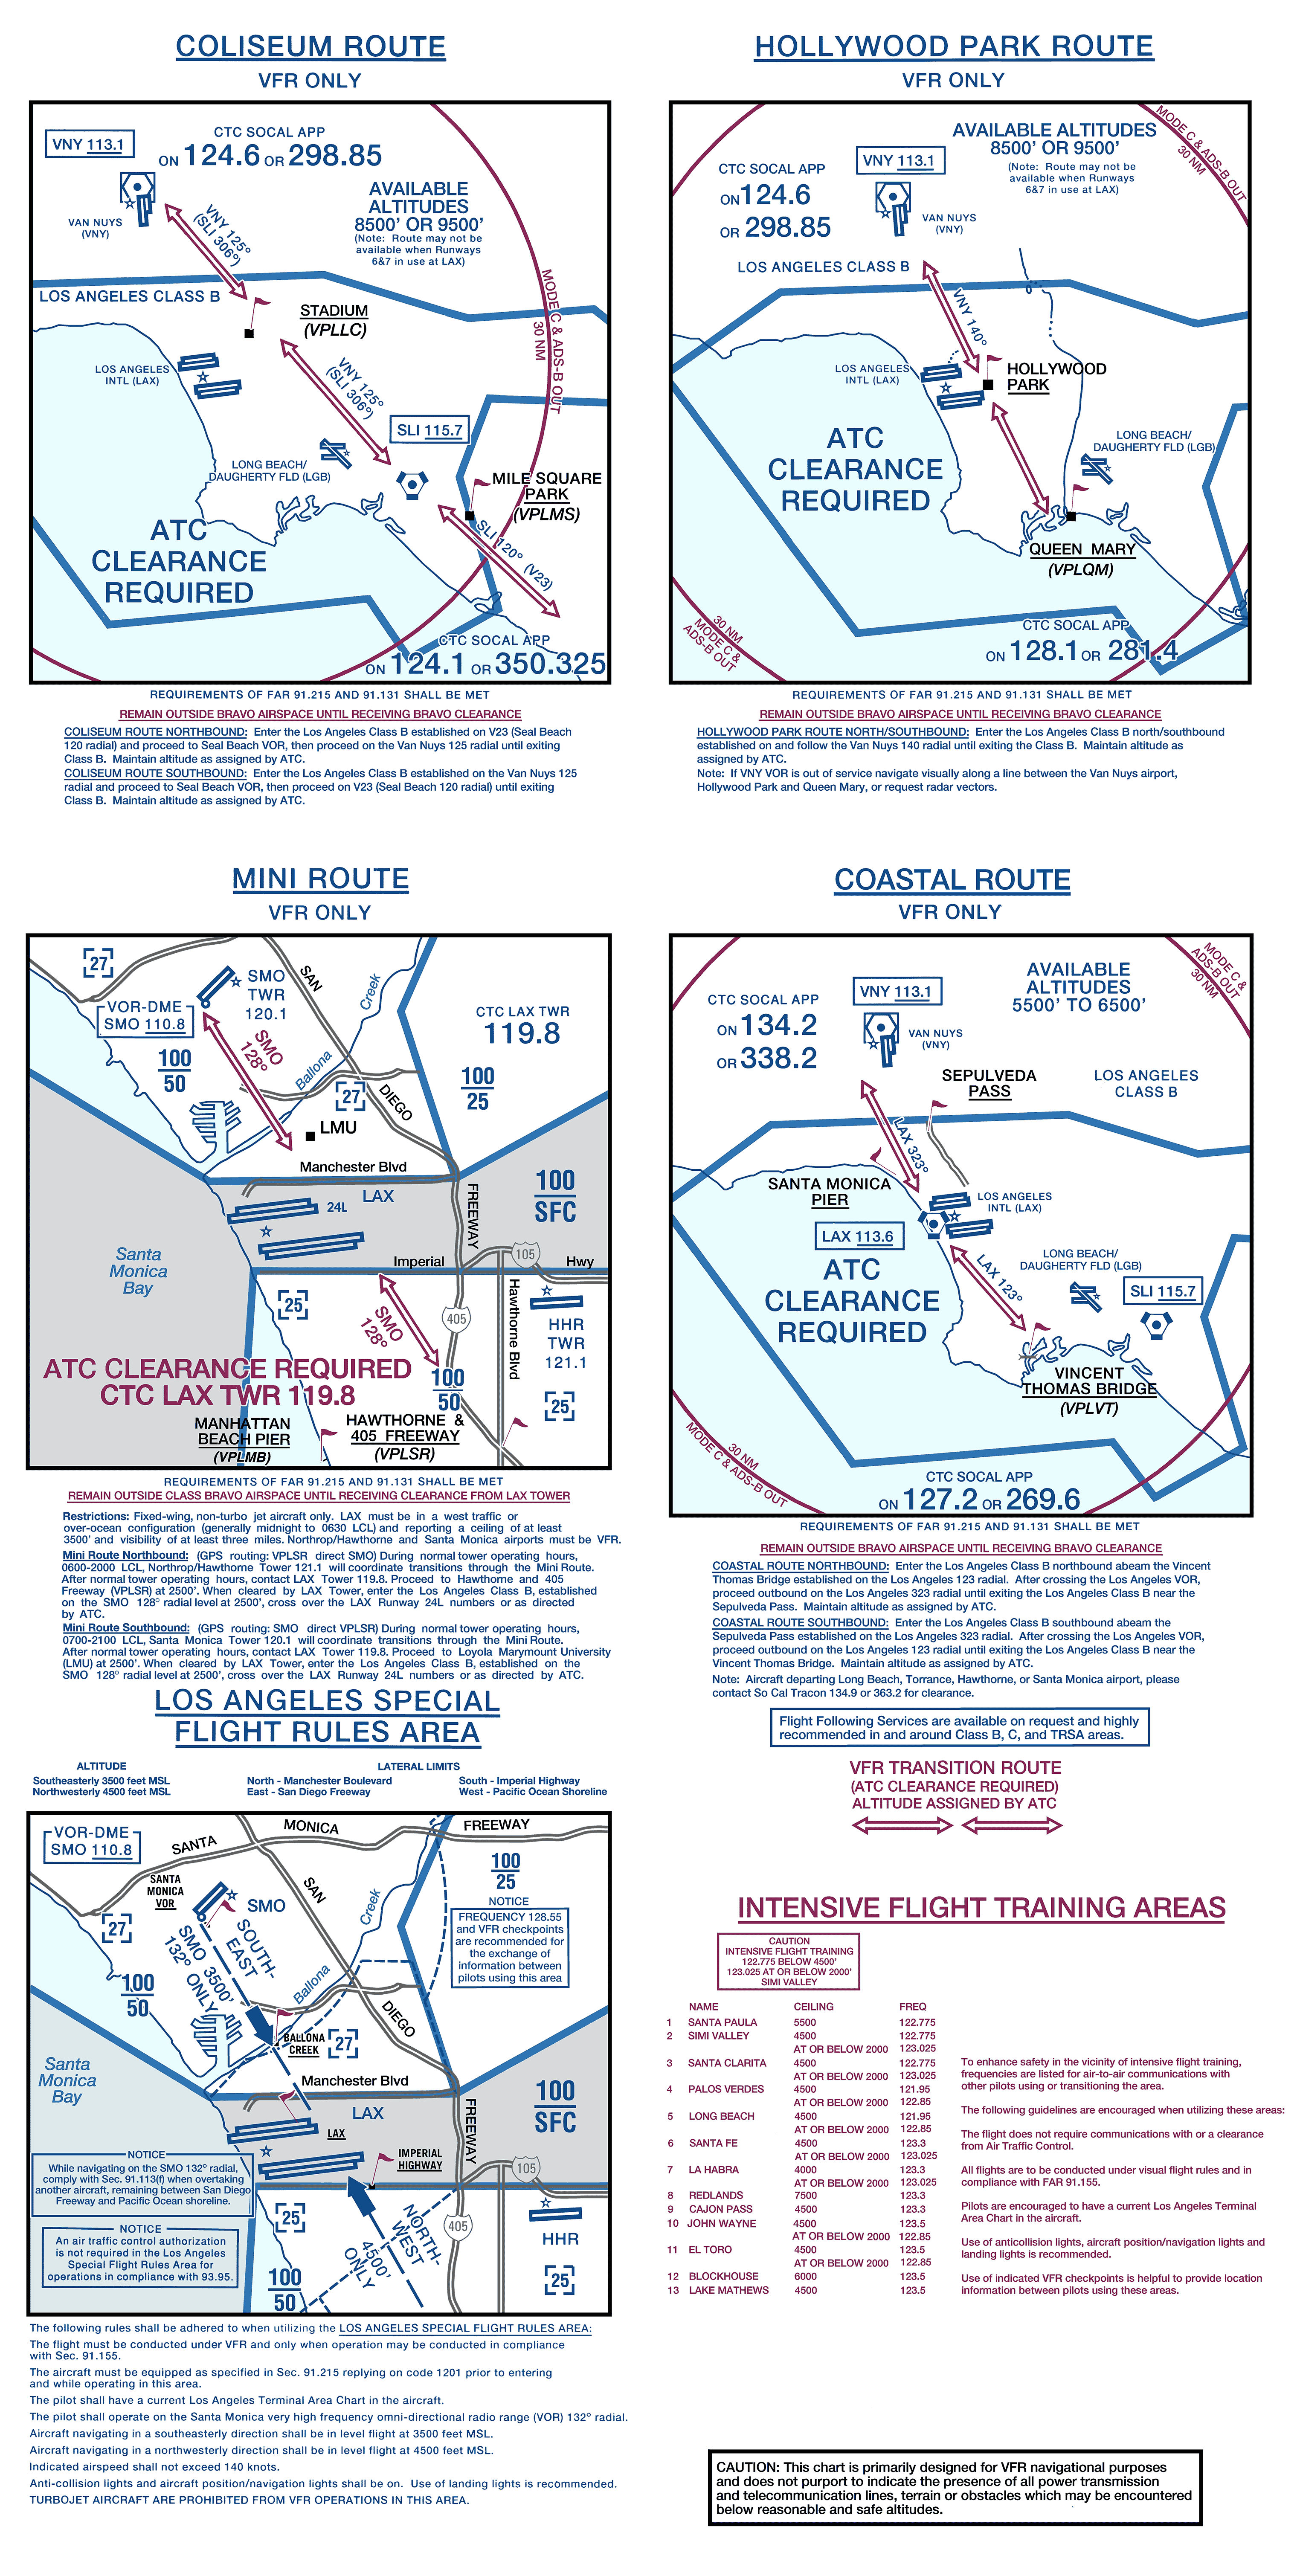 COLISEUM ROUTE
VFR ONLY
VNY 113.1
CTC SOCAL APP
ON 124.6 OR 298.85
VAN NUYS
(VNY)
AVAILABLE
ALTITUDES
8500' OR 9500'
(Note: Route may not be
available when Runways
6&7 in use at LAX)
VNY 125°
(SLI 306°)
LOS ANGELES CLASS B
STADIUM
(VPLLC)
MODE C & ADS-B OUT
30 NM
LOS ANGELES
INTL (LAX)
VNY 125°
(SLI 306°)
SLI 115.7
LONG BEACH/
DAUGHERTY FLD (LGB)
MILE SQUARE
PARK
(VPLMS)
SLI 120° (V23)
ATC
CLEARANCE
REQUIRED
CTC SOCAL APP
ON 124.1 OR 350.325
REQUIREMENTS OF FAR 91.215 AND 91.131 SHALL BE MET
REMAIN OUTSIDE BRAVO AIRSPACE UNTIL RECEIVING BRAVO CLEARANCE
COLISEUM ROUTE NORTHBOUND: Enter the Los Angeles Class B established on V23 (Seal Beach
120 radial) and proceed to Seal Beach VOR, then proceed on the Van Nuys 125 radial until exiting
Class B. Maintain altitude as assigned by ATC.
COLISEUM ROUTE SOUTHBOUND: Enter the Los Angeles Class B established on the Van Nuys 125
radial and proceed to Seal Beach VOR, then proceed on V23 (Seal Beach 120 radial) until exiting
Class B. Maintain altitude as assigned by ATC.
HOLLYWOOD PARK ROUTE
VFR ONLY
MODE C & ADS-B OUT
30 NM
AVAILABLE ALTITUDES
8500' OR 9500'
(Note: Route may not be
available when Runways
6&7 in use at LAX)
VNY 113.1
CTC SOCAL APP
ON 124.6
OR 298.85
VAN NUYS
(VNY)
LOS ANGELES CLASS B
VNY 140°
LOS ANGELES
INTL (LAX)
HOLLYWOOD
PARK
ATC
CLEARANCE
REQUIRED
LONG BEACH/
DAUGHERTY FLD (LGB)
QUEEN MARY
(VPLQM)
30 NM
MODE C &
ADS-B OUT
CTC SOCAL APP
ON 128.1 OR 281.4
REQUIREMENTS OF FAR 91.215 AND 91.131 SHALL BE MET
REMAIN OUTSIDE BRAVO AIRSPACE UNTIL RECEIVING BRAVO CLEARANCE
HOLLYWOOD PARK ROUTE NORTH/SOUTHBOUND: Enter the Los Angeles Class B north/southbound
established on and follow the Van Nuys 140 radial until exiting the Class B. Maintain altitude as
assigned by ATC.
Note: If VNY VOR is out of service navigate visually along a line between the Van Nuys airport,
Hollywood Park and Queen Mary, or request radar vectors.
MINI ROUTE
VFR ONLY
27
SMO
TWR
120.1
VOR-DME
SMO 110.8
SAN
Creek
CTC LAX TWR
119.8
SMO
128°
100
50
Ballona
27
DIEGO
100
25
LMU
Manchester Blvd
LAX
24L
FREEWAY
100
SFC
Santa
Monica
Bay
Imperial
105
Hwy
25
SMO
128°
405
Hawthorne Blvd
HHR
TWR
121.1
ATC CLEARANCE REQUIRED
CTC LAX TWR 119.8
100
50
25
MANHATTAN
BEACH PIER
(VPLMB)
HAWTHORNE &
405 FREEWAY
(VPLSR)
REQUIREMENTS OF FAR 91.215 AND 91.131 SHALL BE MET
REMAIN OUTSIDE CLASS BRAVO AIRSPACE UNTIL RECEIVING CLEARANCE FROM LAX TOWER
Restrictions: Fixed-wing, non-turbo jet aircraft only. LAX must be in a west traffic or
over-ocean configuration (generally midnight to 0630 LCL) and reporting a ceiling of at least
3500' and visibility of at least three miles. Northrop/Hawthorne and Santa Monica airports must be VFR.
Mini Route Northbound: (GPS routing: VPLSR direct SMO) During normal tower operating hours,
0600-2000 LCL, Northrop/Hawthorne Tower 121.1 will coordinate transitions through the Mini Route.
After normal tower operating hours, contact LAX Tower 119.8. Proceed to Hawthorne and 405
Freeway (VPLSR) at 2500'. When cleared by LAX Tower, enter the Los Angeles Class B, established
on the SMO 128° radial level at 2500', cross over the LAX Runway 24L numbers or as directed
by ATC.
Mini Route Southbound: (GPS routing: SMO direct VPLSR) During normal tower operating hours,
0700-2100 LCL, Santa Monica Tower 120.1 will coordinate transitions through the Mini Route.
After normal tower operating hours, contact LAX Tower 119.8. Proceed to Loyola Marymount University
(LMU) at 2500'. When cleared by LAX Tower, enter the Los Angeles Class B, established on the
SMO 128° radial level at 2500', cross over the LAX Runway 24L numbers or as directed by ATC.
COASTAL ROUTE
VFR ONLY
MODE C &
ADS-B OUT
30 NM
AVAILABLE
ALTITUDES
5500' TO 6500'
VNY 113.1
CTC SOCAL APP
ON 134.2
OR 338.2
VAN NUYS
(VNY)
SEPULVEDA
PASS
LOS ANGELES
CLASS B
LAX 323°
SANTA MONICA
PIER
LOS ANGELES
INTL (LAX)
LAX 113.6
ATC
CLEARANCE
REQUIRED
LAX 123°
LONG BEACH/
DAUGHERTY FLD (LGB)
SLI 115.7
VINCENT
THOMAS BRIDGE
(VPLVT)
30 NM
MODE C & ADS-B OUT
CTC SOCAL APP
ON 127.2 OR 269.6
REQUIREMENTS OF FAR 91.215 AND 91.131 SHALL BE MET
REMAIN OUTSIDE BRAVO AIRSPACE UNTIL RECEIVING BRAVO CLEARANCE
COASTAL ROUTE NORTHBOUND: Enter the Los Angeles Class B northbound abeam the Vincent
Thomas Bridge established on the Los Angeles 123 radial. After crossing the Los Angeles VOR,
proceed outbound on the Los Angeles 323 radial until exiting the Los Angeles Class B near the
Sepulveda Pass. Maintain altitude as assigned by ATC.
COASTAL ROUTE SOUTHBOUND: Enter the Los Angeles Class B southbound abeam the
Sepulveda Pass established on the Los Angeles 323 radial. After crossing the Los Angeles VOR,
proceed outbound on the Los Angeles 123 radial until exiting the Los Angeles Class B near the
Vincent Thomas Bridge. Maintain altitude as assigned by ATC.
Note: Aircraft departing Long Beach, Torrance, Hawthorne, or Santa Monica airport, please
contact So Cal Tracon 134.9 or 363.2 for clearance.
Flight Following Services are available on request and highly
recommended in and around Class B, C, and TRSA areas.
VFR TRANSITION ROUTE
(ATC CLEARANCE REQUIRED)
ALTITUDE ASSIGNED BY ATC
LOS ANGELES SPECIAL
FLIGHT RULES AREA
ALTITUDE
Southeasterly 3500 feet MSL
Northwesterly 4500 feet MSL
LATERAL LIMITS
North - Manchester Boulevard South - Imperial Highway
East - San Diego Freeway West - Pacific Ocean Shoreline
VOR-DME
SMO 110.8
SANTA
MONICA
FREEWAY
SANTA
MONICA
VOR
SMO
SAN
Creek
100
25
NOTICE
FREQUENCY 128.55
and VFR checkpoints
are recommended for
the exchange of
information between
pilots using this area
27
SOUTH-
EAST
SMO 3500'
132° ONLY
100
50
Ballona
BALLONA
CREEK
27
DIEGO
Santa
Monica
Bay
Manchester Blvd
LAX
100
SFC
LAX
FREEWAY
NOTICE
While navigating on the SMO 132° radial,
comply with Sec. 91.113(f) when overtaking
another aircraft, remaining between San Diego
Freeway and Pacific Ocean shoreline.
IMPERIAL
HIGHWAY
105
NOTICE
An air traffic control authorization
is not required in the Los Angeles
Special Flight Rules Area for
operations in compliance with 93.95.
25
405
NORTH-
WEST
4500'
ONLY
HHR
25
100
50
The following rules shall be adhered to when utilizing the LOS ANGELES SPECIAL FLIGHT RULES AREA:
The flight must be conducted under VFR and only when operation may be conducted in compliance
with Sec. 91.155.
The aircraft must be equipped as specified in Sec. 91.215 replying on code 1201 prior to entering
and while operating in this area.
The pilot shall have a current Los Angeles Terminal Area Chart in the aircraft.
The pilot shall operate on the Santa Monica very high frequency omni-directional radio range (VOR) 132° radial.
Aircraft navigating in a southeasterly direction shall be in level flight at 3500 feet MSL.
Aircraft navigating in a northwesterly direction shall be in level flight at 4500 feet MSL.
Indicated airspeed shall not exceed 140 knots.
Anti-collision lights and aircraft position/navigation lights shall be on. Use of landing lights is recommended.
TURBOJET AIRCRAFT ARE PROHIBITED FROM VFR OPERATIONS IN THIS AREA.
INTENSIVE FLIGHT TRAINING AREAS
CAUTION
INTENSIVE FLIGHT TRAINING
122.775 BELOW 4500'
123.025 AT OR BELOW 2000'
SIMI VALLEY
NAME CEILING FREQ
1 SANTA PAULA 5500 122.775
2 SIMI VALLEY 4500 122.775
AT OR BELOW 2000 123.025
3 SANTA CLARITA 4500 122.775
AT OR BELOW 2000 123.025
4 PALOS VERDES 4500 121.95
AT OR BELOW 2000 122.85
5 LONG BEACH 4500 121.95
AT OR BELOW 2000 122.85
6 SANTA FE 4500 123.3
AT OR BELOW 2000 123.025
7 LA HABRA 4000 123.3
AT OR BELOW 2000 123.025
8 REDLANDS 7500 123.3
9 CAJON PASS 4500 123.3
10 JOHN WAYNE 4500 123.5
AT OR BELOW 2000 122.85
11 EL TORO 4500 123.5
AT OR BELOW 2000 122.85
12 BLOCKHOUSE 6000 123.5
13 LAKE MATHEWS 4500 123.5
To enhance safety in the vicinity of intensive flight training,
frequencies are listed for air-to-air communications with
other pilots using or transitioning the area.
The following guidelines are encouraged when utilizing these areas:
The flight does not require communications with or a clearance
from Air Traffic Control.
All flights are to be conducted under visual flight rules and in
compliance with FAR 91.155.
Pilots are encouraged to have a current Los Angeles Terminal
Area Chart in the aircraft.
Use of anticollision lights, aircraft position/navigation lights and
landing lights is recommended.
Use of indicated VFR checkpoints is helpful to provide location
information between pilots using these areas.
CAUTION: This chart is primarily designed for VFR navigational purposes
and does not purport to indicate the presence of all power transmission
and telecommunication lines, terrain or obstacles which may be encountered
below reasonable and safe altitudes.